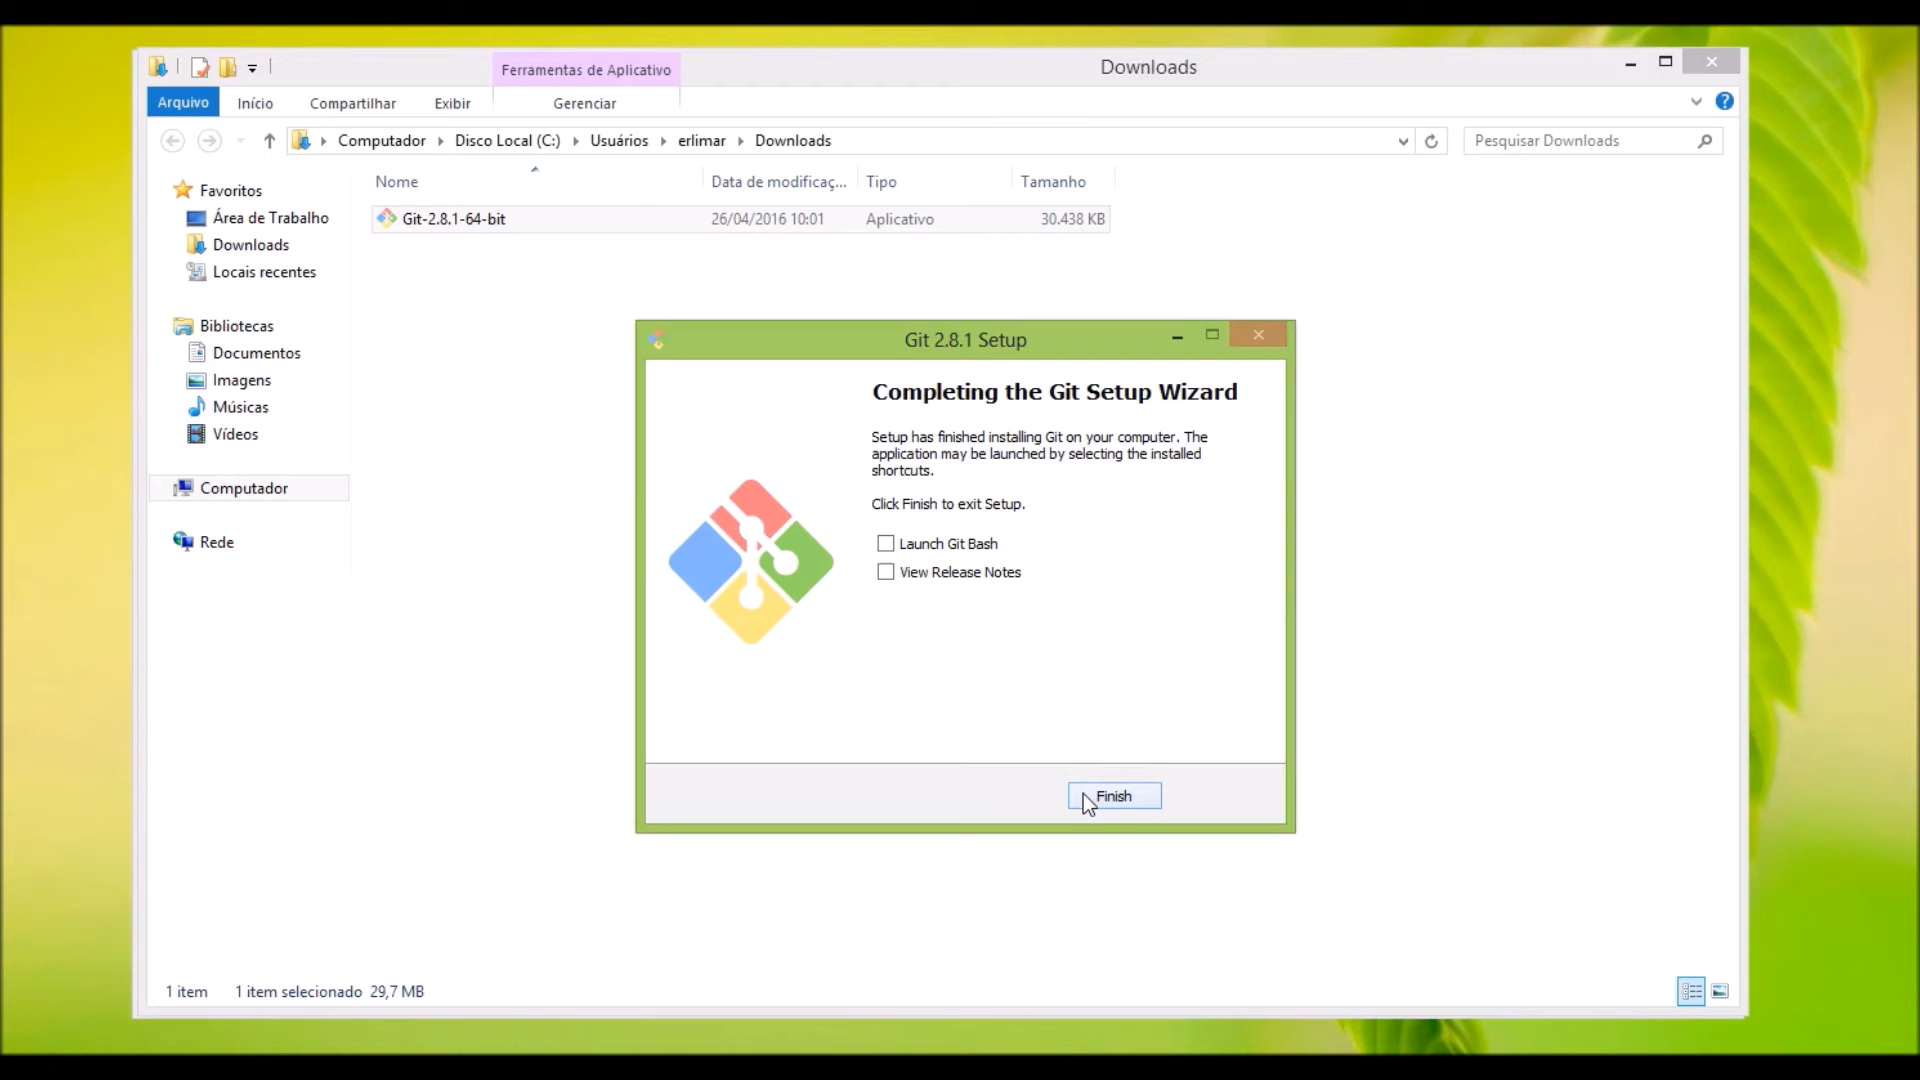 Ferramentas de Aplicativo
Downloads
Arquivo
Início
Compartilhar
Exibir
Gerenciar
Computador
Disco Local (C:)
Usuários
erlimar
Downloads
Pesquisar Downloads
Nome
Data de modificaç...
Tipo
Tamanho
Git-2.8.1-64-bit
26/04/2016 10:01
Aplicativo
30.438 KB
Favoritos
Área de Trabalho
Downloads
Locais recentes
Bibliotecas
Documentos
Imagens
Músicas
Vídeos
Computador
Rede
Git 2.8.1 Setup
Completing the Git Setup Wizard
Setup has finished installing Git on your computer. The
application may be launched by selecting the installed
shortcuts.
Click Finish to exit Setup.
Launch Git Bash
View Release Notes
Finish
1 item
1 item selecionado 29,7 MB